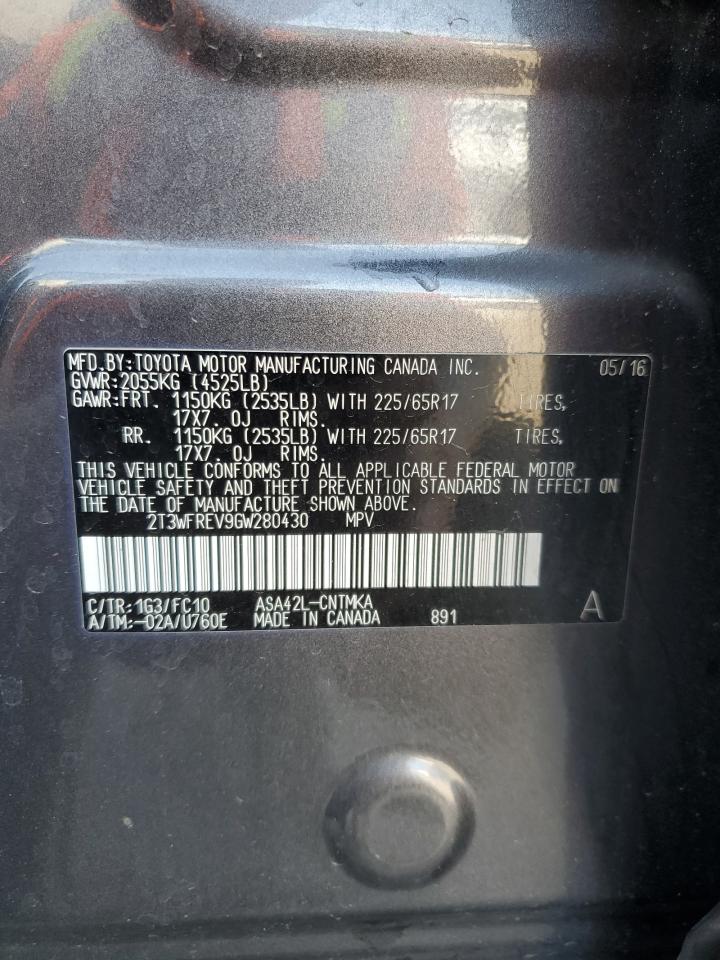 MFD.BY:TOYOTA MOTOR MANUFACTURING CANADA INC. 05/16
GVWR:2055KG (4525LB)
GAWR:FRT. 1150KG (2535LB) WITH 225/65R17 TIRES,
17X7.0J RIMS.
RR. 1150KG (2535LB) WITH 225/65R17 TIRES,
17X7.0J RIMS.
THIS VEHICLE CONFORMS TO ALL APPLICABLE FEDERAL MOTOR
VEHICLE SAFETY AND THEFT PREVENTION STANDARDS IN EFFECT ON
THE DATE OF MANUFACTURE SHOWN ABOVE.
2T3WFREV9GW280430 MPV
C/TR:1G3/FC10 ASA42L-CNTMKA A
A/TM:-02A/U760E MADE IN CANADA 891